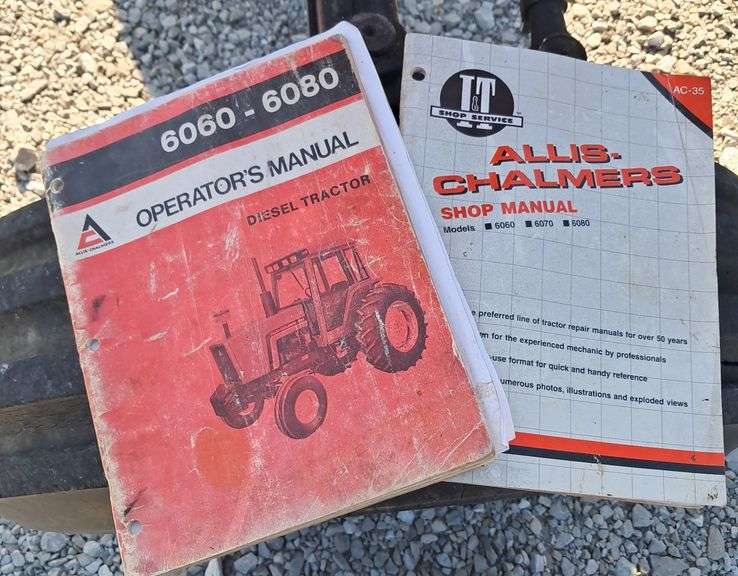 6060 - 6080
OPERATOR'S MANUAL
DIESEL TRACTOR
ALLIS-CHALMERS
I&T
SHOP SERVICE
AC-35
ALLIS-
CHALMERS
SHOP MANUAL
Models 6060 6070 6080
preferred line of tractor repair manuals for over 50 years
for the experienced mechanic by professionals
use format for quick and handy reference
numerous photos, illustrations and exploded views